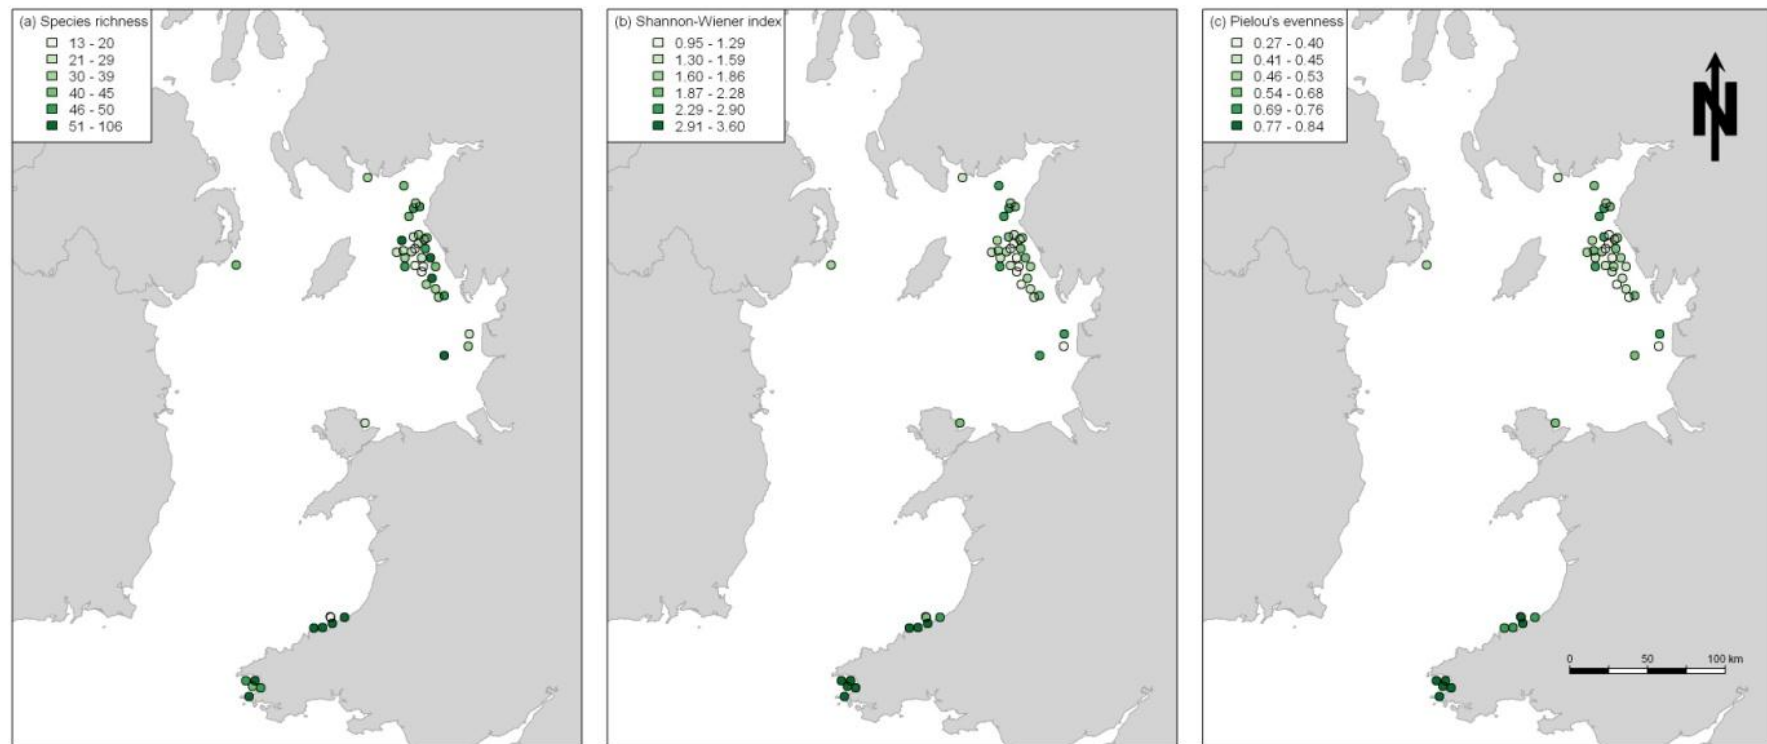 (a) Species richness
13 - 20
21 - 29
30 - 39
40 - 45
46 - 50
51 - 106
(b) Shannon-Wiener index
0.95 - 1.29
1.30 - 1.59
1.60 - 1.86
1.87 - 2.28
2.29 - 2.90
2.91 - 3.60
(c) Pielou's evenness
0.27 - 0.40
0.41 - 0.45
0.46 - 0.53
0.54 - 0.68
0.69 - 0.76
0.77 - 0.84
N
0 50 100 km